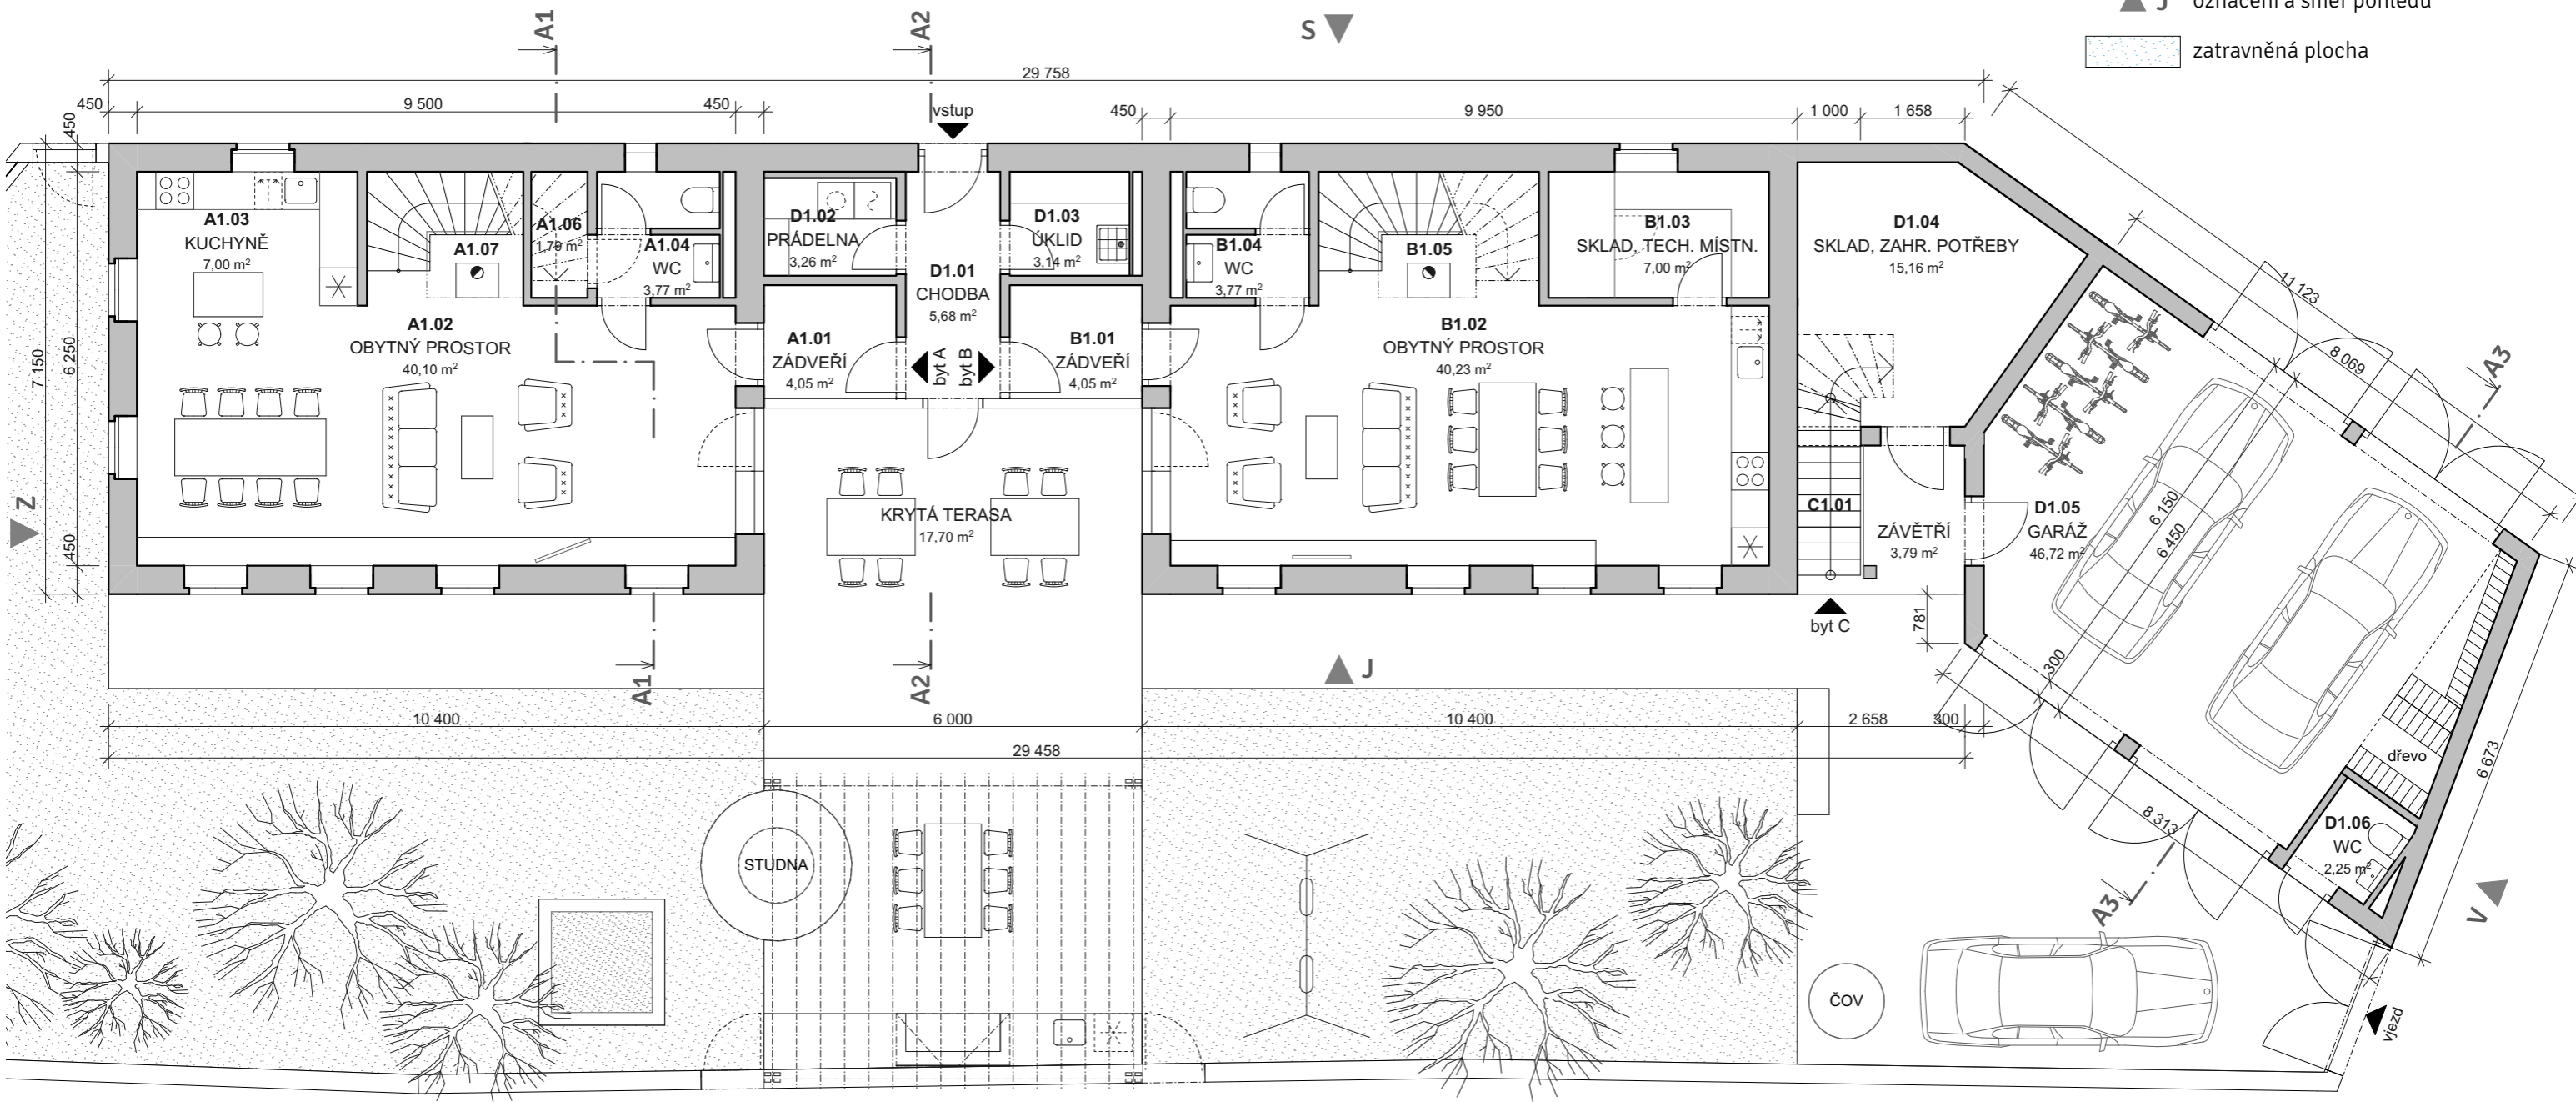 J označení a směr pohledu
zatravněná plocha
A1
A2
S
29 758
450
9 500
450
450
9 950
1 000
1 658
vstup
450
7 150
6 250
450
Z
A1.03
KUCHYNĚ
7,00 m²
A1.07
A1.06
1,79 m²
A1.04
WC
3,77 m²
A1.02
OBYTNÝ PROSTOR
40,10 m²
D1.02
PRÁDELNA
3,26 m²
D1.01
CHODBA
5,68 m²
D1.03
ÚKLID
3,14 m²
A1.01
ZÁDVEŘÍ
4,05 m²
byt A
byt B
B1.01
ZÁDVEŘÍ
4,05 m²
B1.04
WC
3,77 m²
B1.05
B1.03
SKLAD, TECH. MÍSTN.
7,00 m²
B1.02
OBYTNÝ PROSTOR
40,23 m²
D1.04
SKLAD, ZAHR. POTŘEBY
15,16 m²
11 123
8 069
A3
6 150
6 450
KRYTÁ TERASA
17,70 m²
C1.01
ZÁVĚTŘÍ
3,79 m²
D1.05
GARÁŽ
46,72 m²
byt C
781
300
A1
A2
J
10 400
6 000
10 400
2 658
300
29 458
dřevo
6 673
8 313
D1.06
WC
2,25 m²
A3
V
STUDNA
ČOV
vjezd